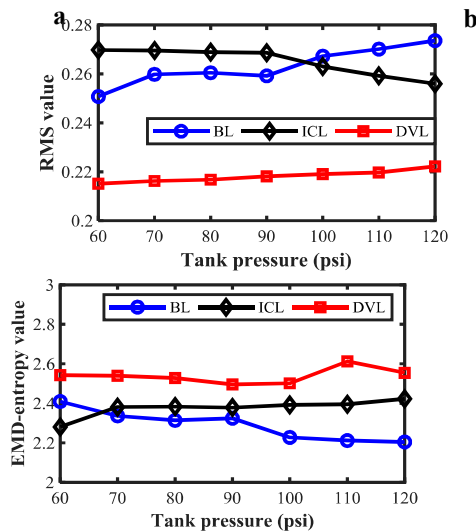 a
b
0.28
0.26
0.24
0.22
0.2
RMS value
BL ICL DVL
60 70 80 90 100 110 120
Tank pressure (psi)
3
2.8
2.6
2.4
2.2
2
EMD-entropy value
BL ICL DVL
60 70 80 90 100 110 120
Tank pressure (psi)